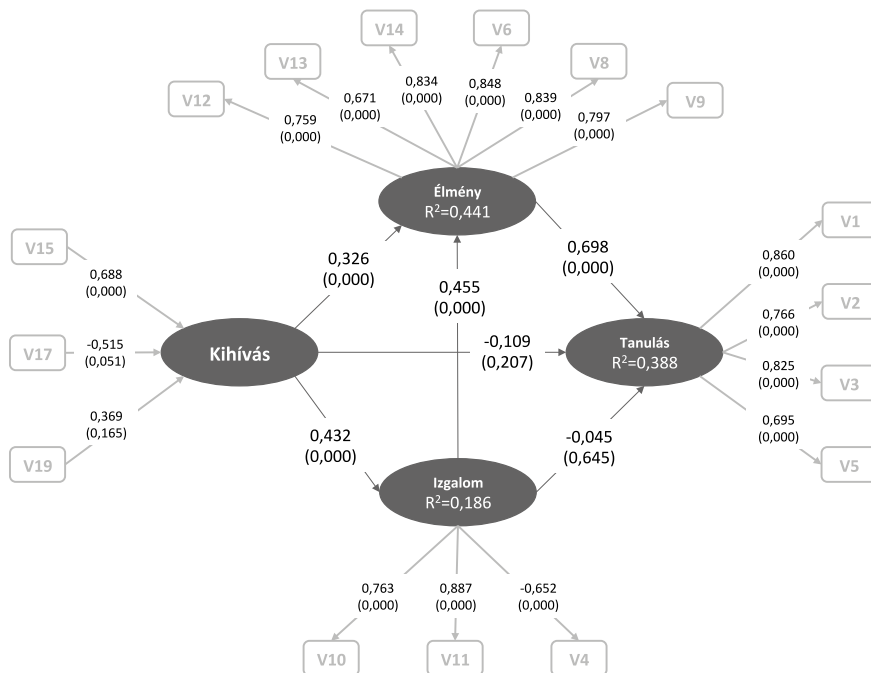 V14
V6
V13
V8
V12
V9
0,834
(0,000)
0,848
(0,000)
0,671
(0,000)
0,839
(0,000)
0,759
(0,000)
0,797
(0,000)
Élmény
R²=0,441
V1
V15
0,688
(0,000)
0,326
(0,000)
0,698
(0,000)
0,860
(0,000)
0,455
(0,000)
V2
0,766
(0,000)
V17
-0,515
(0,051)
Kihívás
-0,109
(0,207)
Tanulás
R²=0,388
0,825
(0,000)
V3
0,369
(0,165)
0,432
(0,000)
-0,045
(0,645)
0,695
(0,000)
V19
V5
Izgalom
R²=0,186
0,763
(0,000)
0,887
(0,000)
-0,652
(0,000)
V10
V11
V4